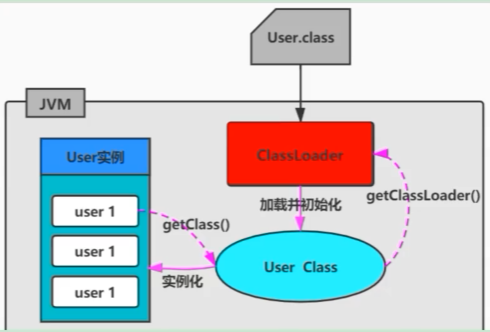 User.class
JVM
User实例
ClassLoader
加载并初始化
getClassLoader()
user 1
getClass()
user 1
User Class
实例化
user 1